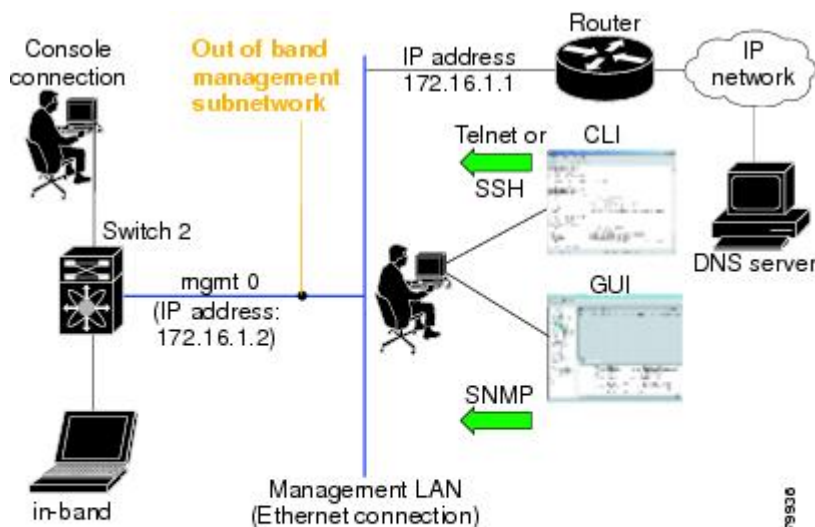 Console
connection
Out of band
management
subnetwork
Router
IP address
172.16.1.1
IP
network
Telnet or
SSH
CLI
Switch 2
DNS server
mgmt 0
(IP address:
172.16.1.2)
GUI
SNMP
in-band
Management LAN
(Ethernet connection)